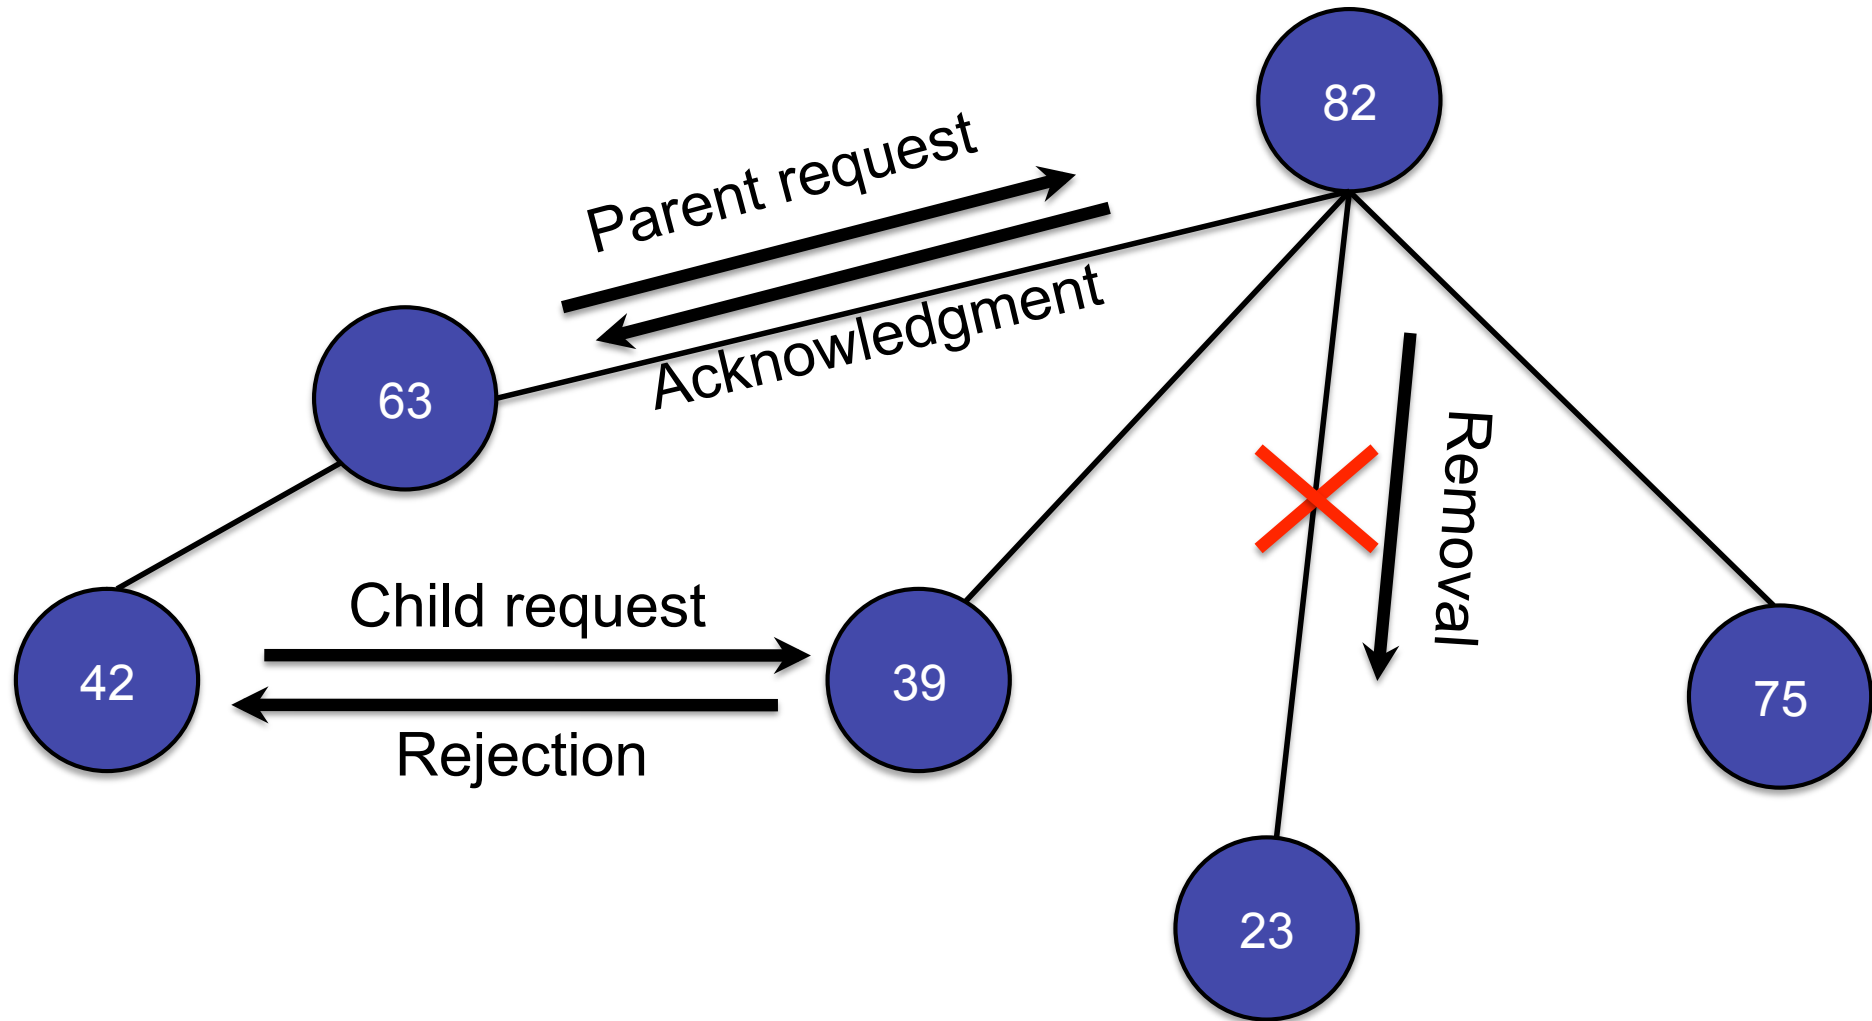 82
Parent request
Acknowledgment
63
Removal
Child request
42
39
75
Rejection
23